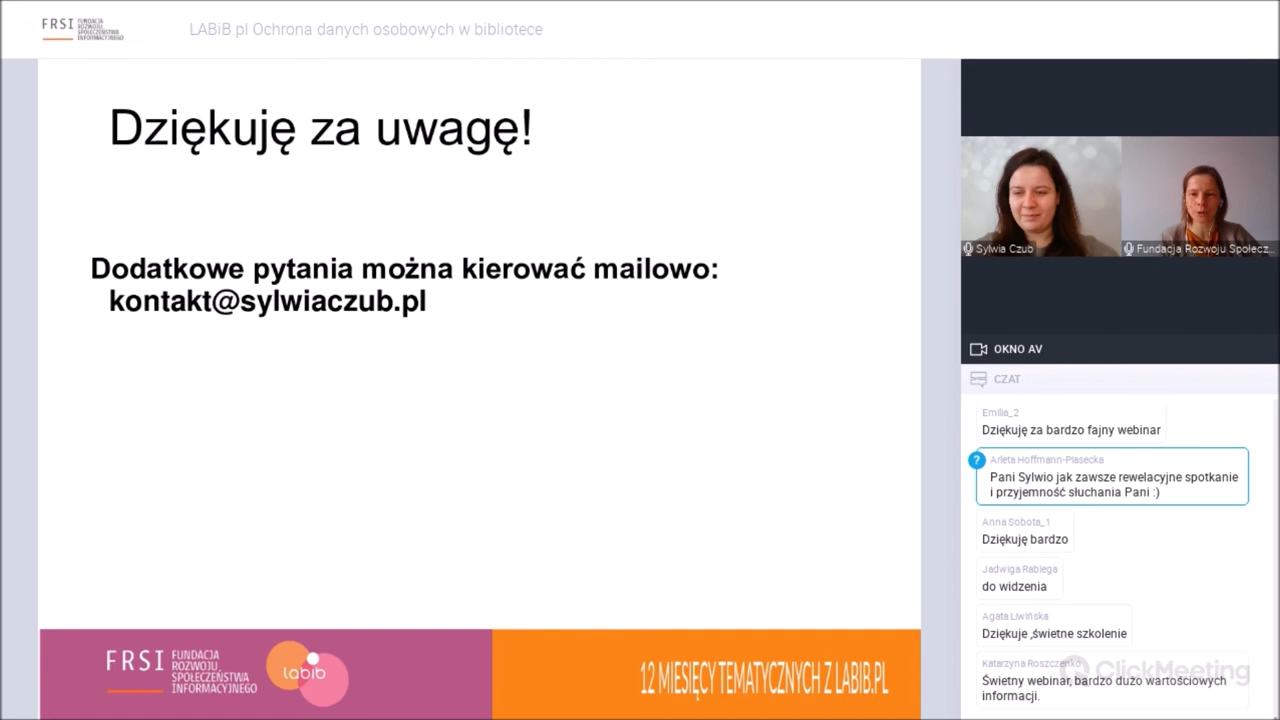 FRSI
FUNDACJA
ROZWOJU
SPOŁECZEŃSTWA
INFORMACYJNEGO
LABiB.pl Ochrona danych osobowych w bibliotece
Dziękuję za uwagę!
Dodatkowe pytania można kierować mailowo:
kontakt@sylwiaczub.pl
FRSI
FUNDACJA
ROZWOJU
SPOŁECZEŃSTWA
INFORMACYJNEGO
labib
12 MIESIĘCY TEMATYCZNYCH Z LABIB.PL
Sylwia Czub
Fundacja Rozwoju Społecz...
OKNO AV
CZAT
Emilia_2
Dziękuję za bardzo fajny webinar
?
Arleta Hoffmann-Piasecka
Pani Sylwio jak zawsze rewelacyjne spotkanie
i przyjemność słuchania Pani :)
Anna Sobota_1
Dziękuję bardzo
Jadwiga Rabiega
do widzenia
Agata Liwińska
Dziękuje ,świetne szkolenie
Katarzyna Roszczenko
ClickMeeting
Świetny webinar, bardzo dużo wartościowych
informacji.